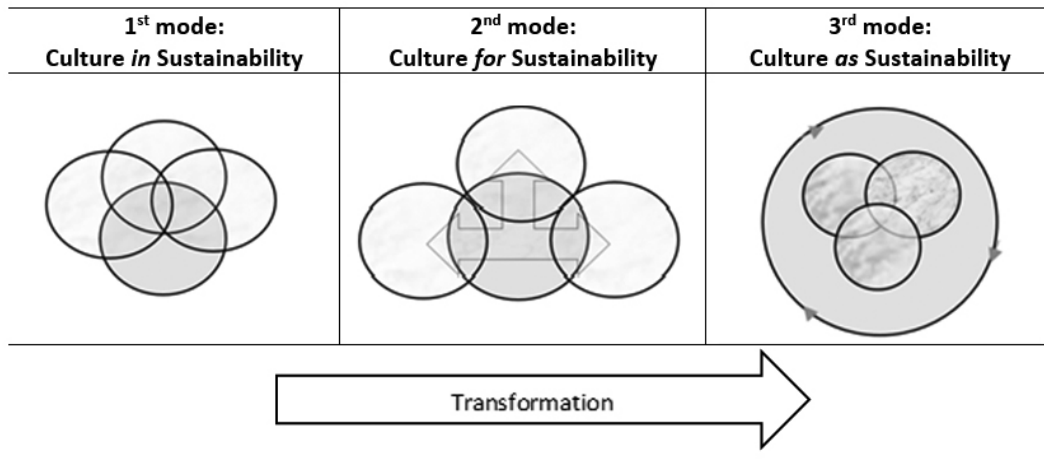 1st mode:
Culture in Sustainability
2nd mode:
Culture for Sustainability
3rd mode:
Culture as Sustainability
Transformation